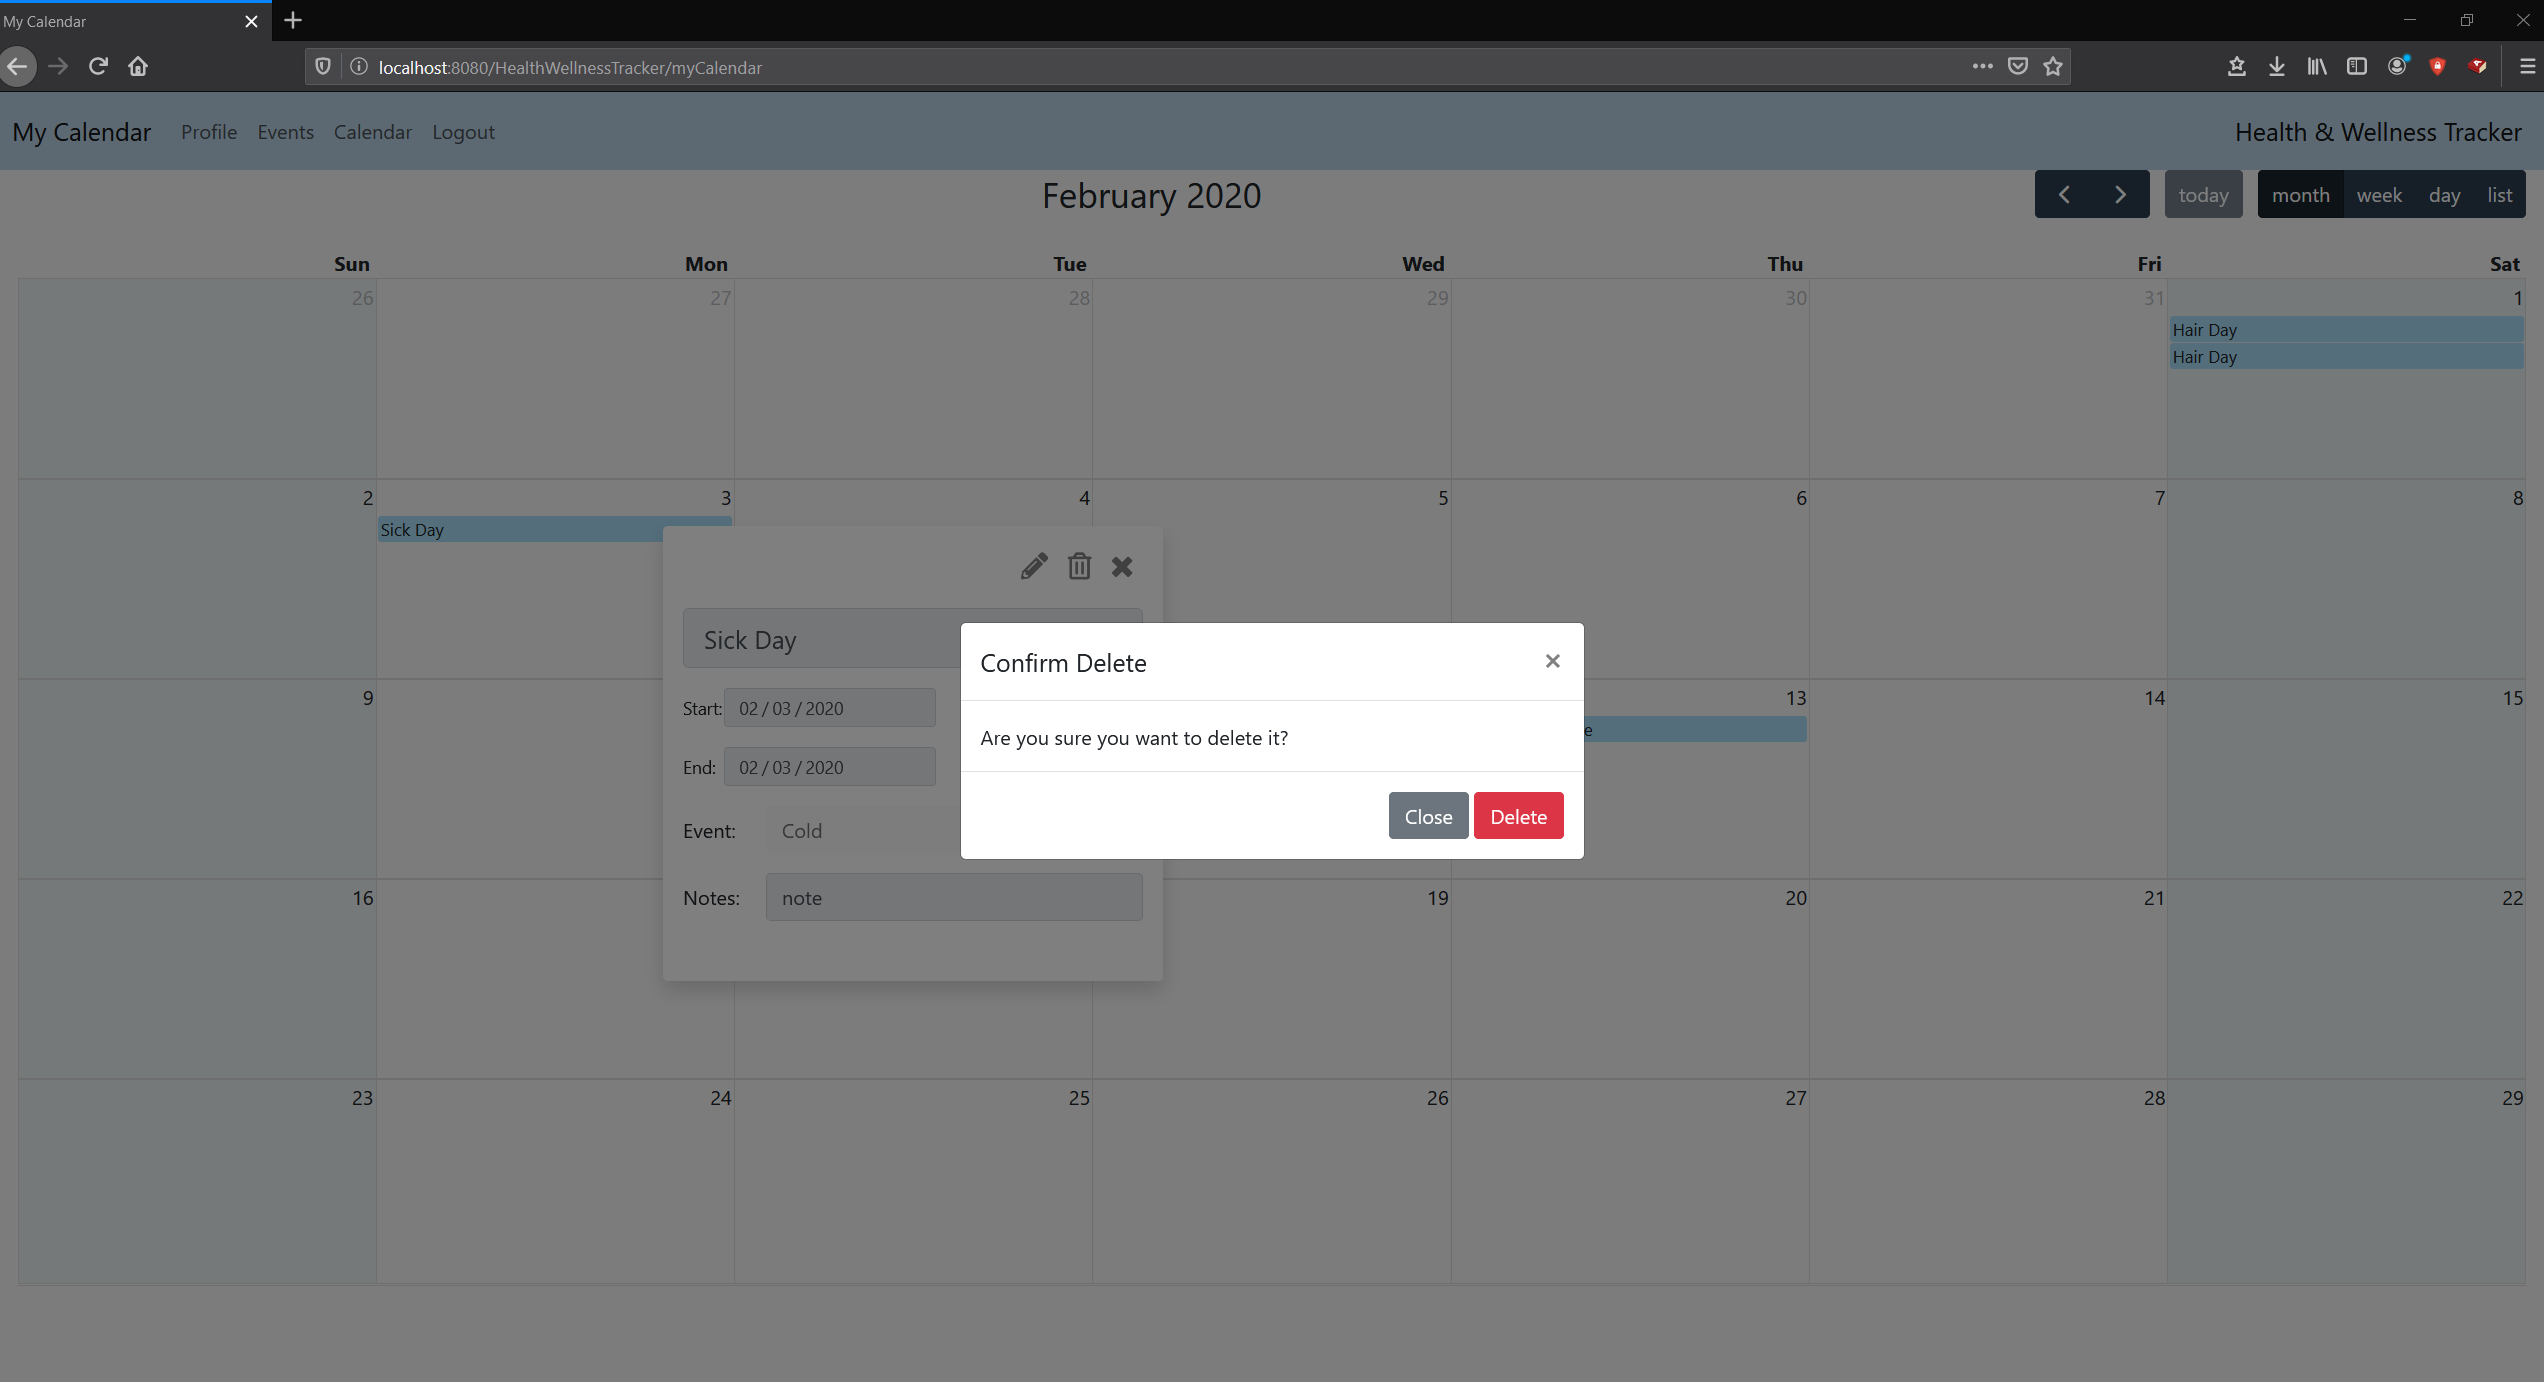 My Calendar
localhost:8080/HealthWellnessTracker/myCalendar
My Calendar Profile Events Calendar Logout Health & Wellness Tracker
February 2020 today month week day list
Sun Mon Tue Wed Thu Fri Sat
26 27 28 29 30 31 1
Hair Day
Hair Day
2 3 4 5 6 7 8
Sick Day
Sick Day
Confirm Delete
9 13 14 15
Start: 02 / 03 / 2020
e
Are you sure you want to delete it?
End: 02 / 03 / 2020
Close Delete
Event: Cold
16 19 20 21 22
Notes: note
23 24 25 26 27 28 29